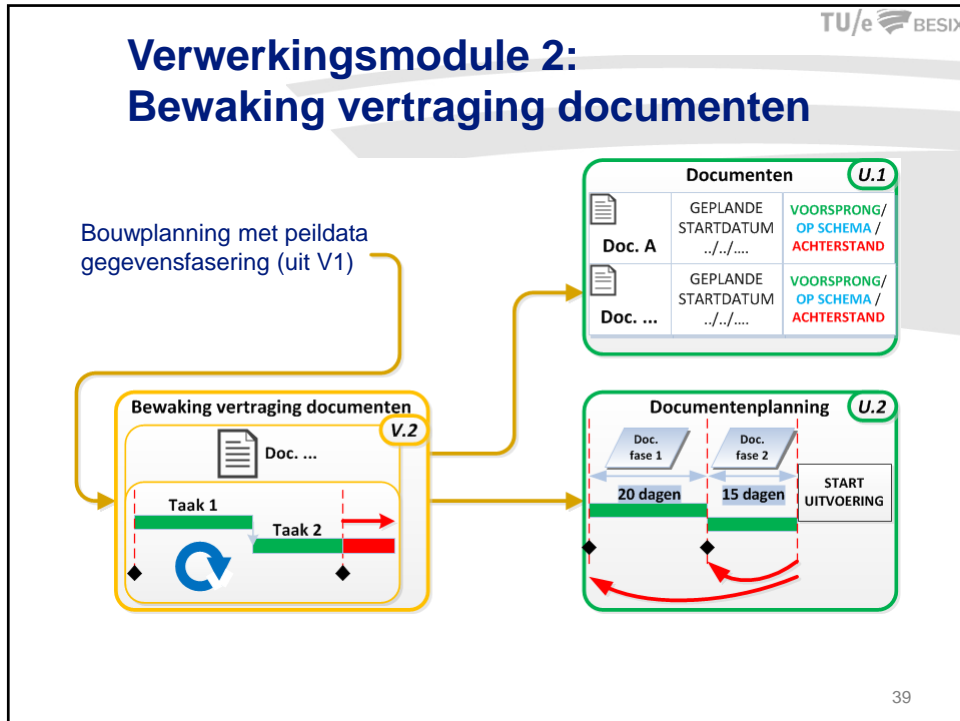 TU/e BESIX
Verwerkingsmodule 2:
Bewaking vertraging documenten
Bouwplanning met peildata
gegevensfasering (uit V1)
Documenten
U.1
Doc. A
GEPLANDE
STARTDATUM
../../....
VOORSPRONG/
OP SCHEMA /
ACHTERSTAND
Doc. ...
GEPLANDE
STARTDATUM
../../....
VOORSPRONG/
OP SCHEMA /
ACHTERSTAND
Bewaking vertraging documenten
V.2
Doc. ...
Taak 1
Taak 2
Documentenplanning
U.2
Doc.
fase 1
Doc.
fase 2
20 dagen
15 dagen
START
UITVOERING
39